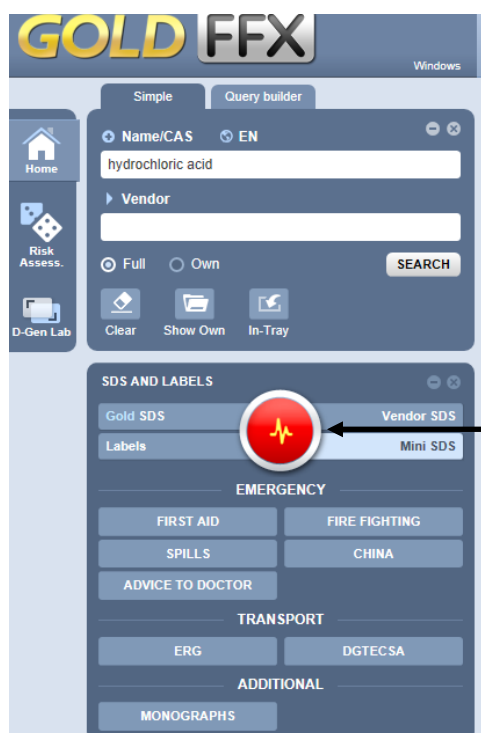 GOLD FFX
Windows
Simple Query builder
Name/CAS EN
hydrochloric acid
Home
Vendor
Risk
Assess.
Full Own SEARCH
D-Gen Lab
Clear Show Own In-Tray
SDS AND LABELS
Gold SDS Vendor SDS
Labels Mini SDS
EMERGENCY
FIRST AID FIRE FIGHTING
SPILLS CHINA
ADVICE TO DOCTOR
TRANSPORT
ERG DGTECSA
ADDITIONAL
MONOGRAPHS